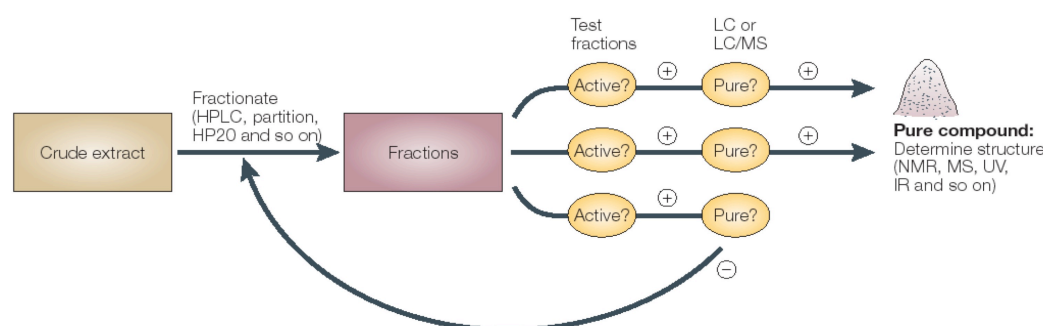 Test
fractions
LC or
LC/MS
Active?
+
Pure?
+
Fractionate
(HPLC, partition,
HP20 and so on)
Crude extract
Fractions
Active?
+
Pure?
+
Pure compound:
Determine structure
(NMR, MS, UV,
IR and so on)
Active?
+
Pure?
−